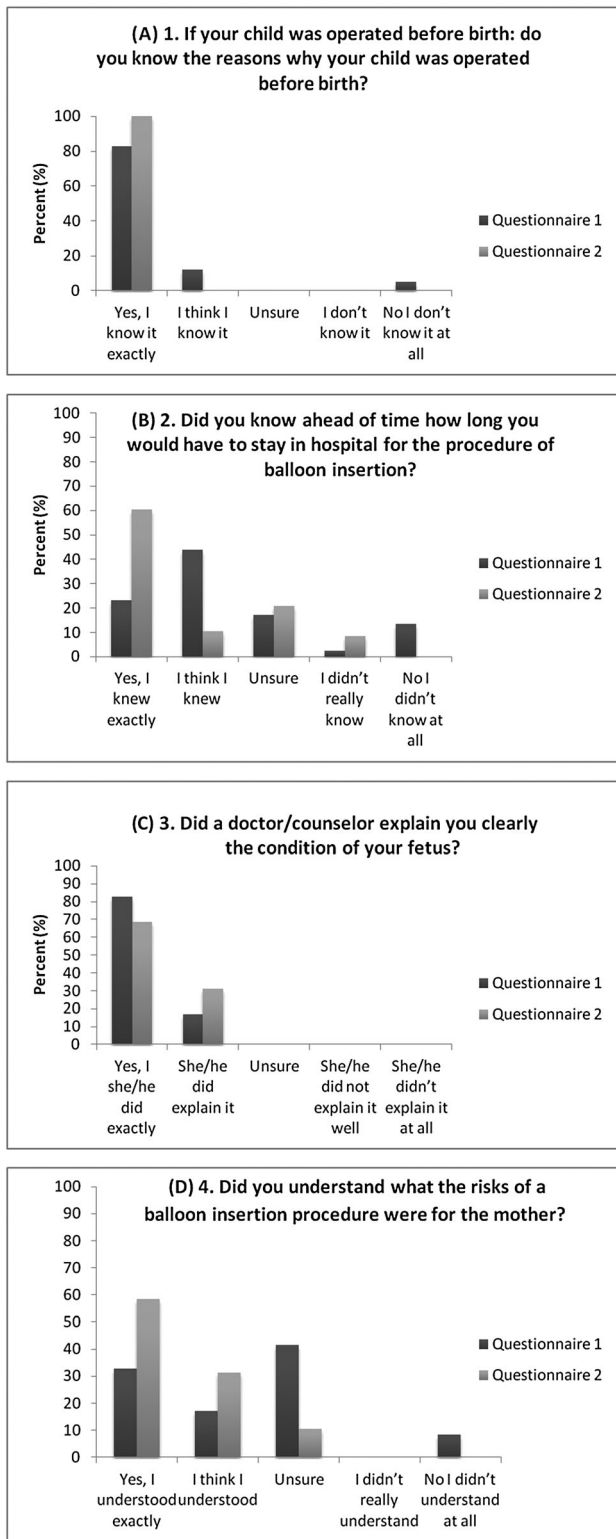 (A) 1. If your child was operated before birth: do
you know the reasons why your child was operated
before birth?
100
80
60
40
20
0
Percent (%)
Questionnaire 1
Questionnaire 2
Yes, I
know it
exactly
I think I
know it
Unsure
I don't
know it
No I don't
know it at
all
(B) 2. Did you know ahead of time how long you
would have to stay in hospital for the procedure of
balloon insertion?
100
90
80
70
60
50
40
30
20
10
0
Percent (%)
Questionnaire 1
Questionnaire 2
Yes, I
knew
exactly
I think I
knew
Unsure
I didn't
really
know
No I
didn't
know at
all
(C) 3. Did a doctor/counselor explain you clearly
the condition of your fetus?
100
90
80
70
60
50
40
30
20
10
0
Percent (%)
Questionnaire 1
Questionnaire 2
Yes, I
she/he
did
exactly
She/he
did
explain it
Unsure
She/he
did not
explain it
well
She/he
didn't
explain it
at all
(D) 4. Did you understand what the risks of a
balloon insertion procedure were for the mother?
100
90
80
70
60
50
40
30
20
10
0
Percent (%)
Questionnaire 1
Questionnaire 2
Yes, I
understood
exactly
I think I
understood
Unsure
I didn't
really
understand
No I didn't
understand
at all